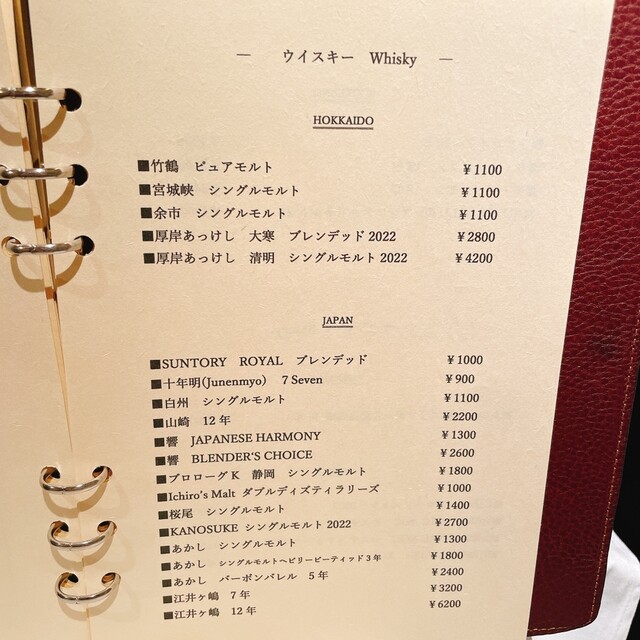 — ウイスキー Whisky —
HOKKAIDO
■竹鶴 ピュアモルト ¥1100
■宮城峡 シングルモルト ¥1100
■余市 シングルモルト ¥1100
■厚岸あっけし 大寒 ブレンデッド 2022 ¥2800
■厚岸あっけし 清明 シングルモルト 2022 ¥4200
JAPAN
■SUNTORY ROYAL ブレンデッド ¥1000
■十年明(Junenmyo) 7 Seven ¥900
■白州 シングルモルト ¥1100
■山崎 12年 ¥2200
■響 JAPANESE HARMONY ¥1300
■響 BLENDER'S CHOICE ¥2600
■プロローグK 静岡 シングルモルト ¥1800
■Ichiro's Malt ダブルディズティラリーズ ¥1000
■桜尾 シングルモルト ¥1400
■KANOSUKE シングルモルト 2022 ¥2700
■あかし シングルモルト ¥1300
■あかし シングルモルトヘビリーピーティッド3年 ¥1800
■あかし バーボンバレル 5年 ¥2400
■江井ヶ嶋 7年 ¥3200
■江井ヶ嶋 12年 ¥6200